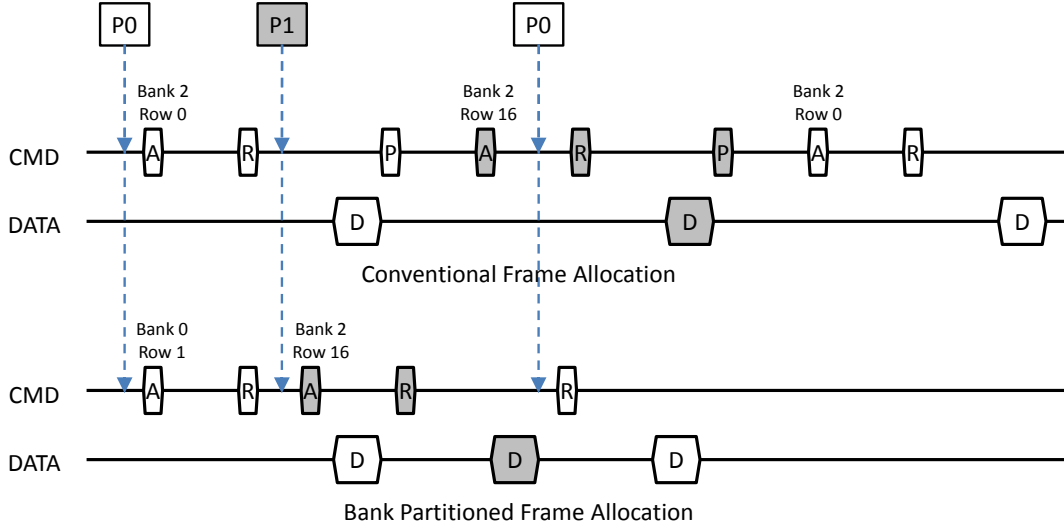 P0
P1
P0
Bank 2
Row 0
Bank 2
Row 16
Bank 2
Row 0
CMD
A
R
P
A
R
P
A
R
DATA
D
D
D
Conventional Frame Allocation
Bank 0
Row 1
Bank 2
Row 16
CMD
A
R
A
R
R
DATA
D
D
D
Bank Partitioned Frame Allocation